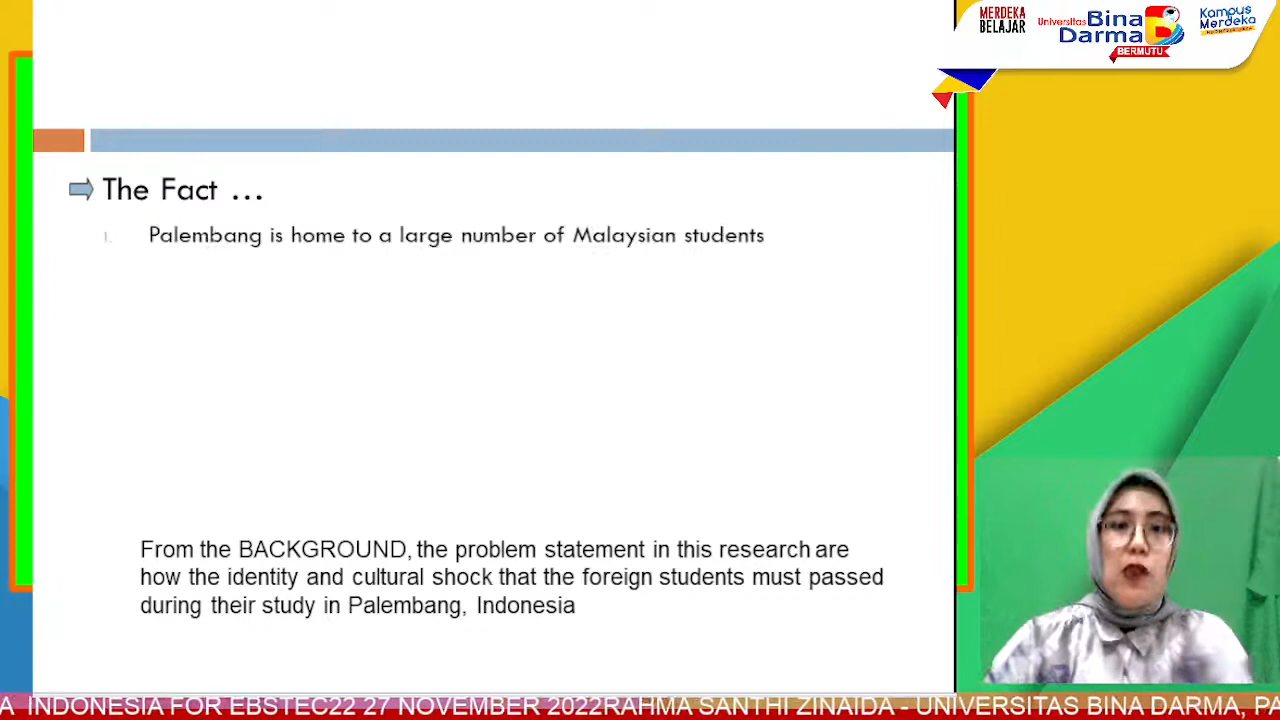 MERDEKA
BELAJAR
Universitas Bina
Darma
BERMUTU
Kampus
Merdeka
The Fact ...
1. Palembang is home to a large number of Malaysian students
From the BACKGROUND, the problem statement in this research are
how the identity and cultural shock that the foreign students must passed
during their study in Palembang, Indonesia
A INDONESIA FOR EBSTEC22 27 NOVEMBER 2022RAHMA SANTHI ZINAIDA - UNIVERSITAS BINA DARMA, PA